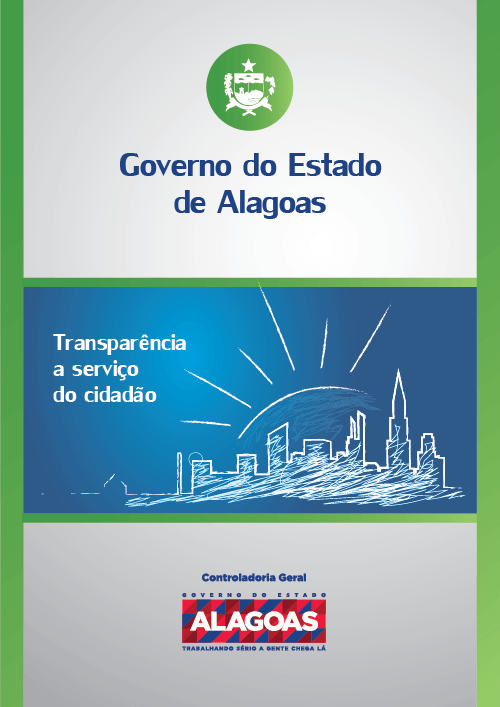 Governo do Estado
de Alagoas
Transparência
a serviço
do cidadão
Controladoria Geral
GOVERNO DO ESTADO
ALAGOAS
TRABALHANDO SÉRIO A GENTE CHEGA LÁ